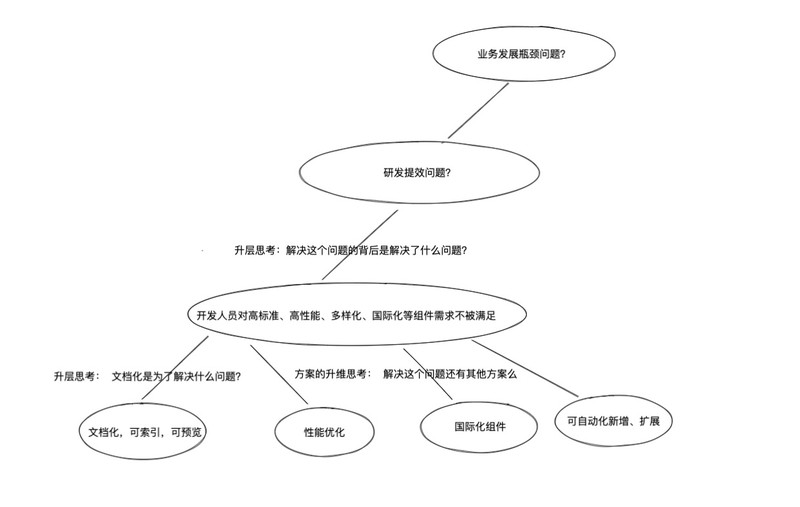 业务发展瓶颈问题?
研发提效问题?
升层思考：解决这个问题的背后是解决了什么问题?
开发人员对高标准、高性能、多样化、国际化等组件需求不被满足
升层思考： 文档化是为了解决什么问题?
方案的升维思考： 解决这个问题还有其他方案么
文档化，可索引，可预览
性能优化
国际化组件
可自动化新增、扩展